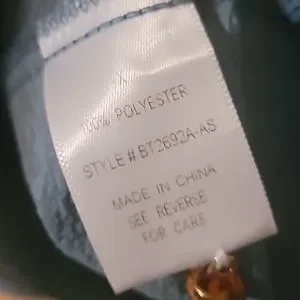 X
100% POLYESTER
STYLE # BT2692A-AS
MADE IN CHINA
SEE REVERSE
FOR CARE